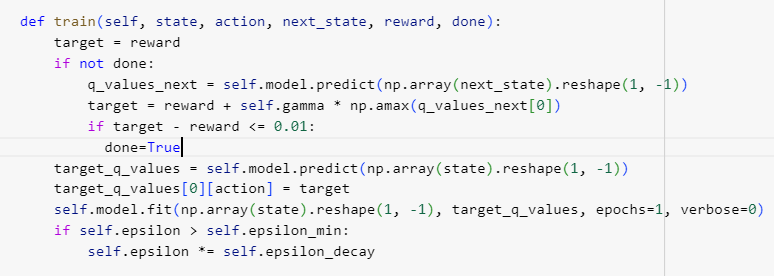 def train(self, state, action, next_state, reward, done):
    target = reward
    if not done:
        q_values_next = self.model.predict(np.array(next_state).reshape(1, -1))
        target = reward + self.gamma * np.amax(q_values_next[0])
        if target - reward <= 0.01:
          done=True
    target_q_values = self.model.predict(np.array(state).reshape(1, -1))
    target_q_values[0][action] = target
    self.model.fit(np.array(state).reshape(1, -1), target_q_values, epochs=1, verbose=0)
    if self.epsilon > self.epsilon_min:
        self.epsilon *= self.epsilon_decay